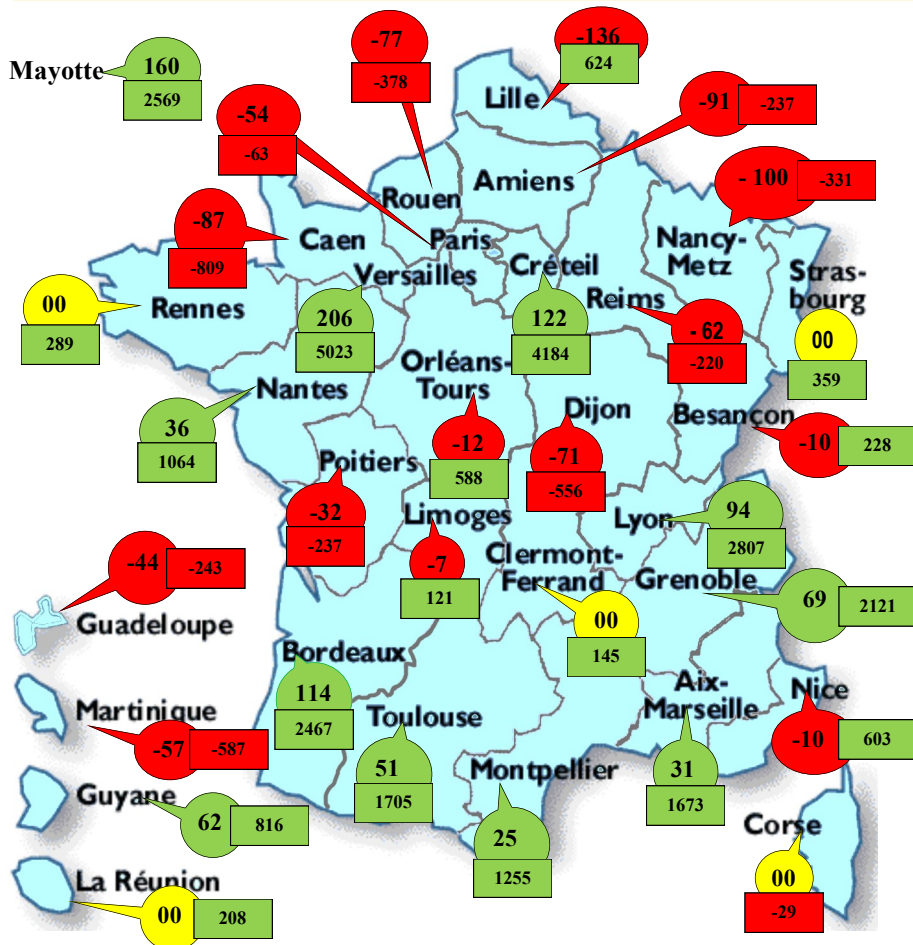 -77
-136
160
Mayotte
624
-378
2569
Lille
-91 -237
-54
-63
Amiens
- 100 -331
Rouen
-87
Caen
Paris
Nancy-
Metz
-809
Versailles
Créteil
Stras-
bourg
00
Rennes
Reims
289
206
5023
122
4184
- 62
-220
00
359
Orléans-
Tours
Nantes
Dijon
Besançon
36
1064
-12
588
-71
-556
-10 228
Poitiers
-32
-237
Limoges
Lyon
94
2807
-7
121
Clermont-
Ferrand
Grenoble
-44 -243
69 2121
Guadeloupe
00
145
Bordeaux
114
2467
Aix-
Marseille
Nice
Martinique
Toulouse
-57 -587
-10 603
51
1705
Montpellier
31
1673
Guyane
62 816
25
1255
Corse
La Réunion
00 208
00
-29